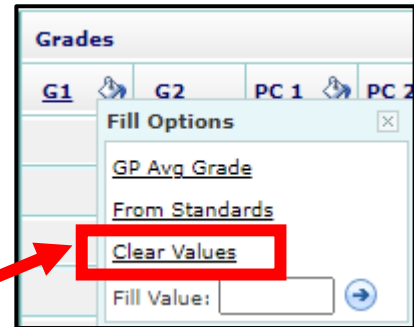 Grades
G1 G2 PC 1 PC 2
Fill Options
GP Avg Grade
From Standards
Clear Values
Fill Value: